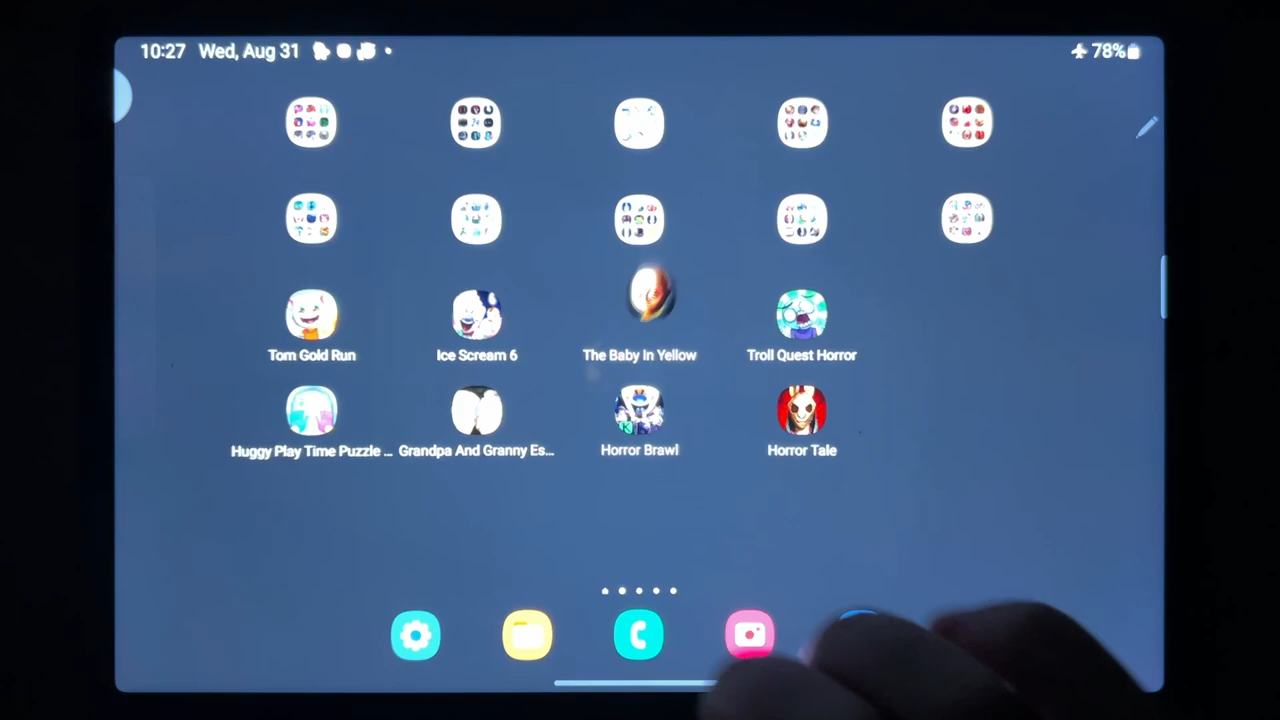 10:27 Wed, Aug 31 78%
Tom Gold Run Ice Scream 6 The Baby In Yellow Troll Quest Horror
Huggy Play Time Puzzle ... Grandpa And Granny Es... Horror Brawl Horror Tale